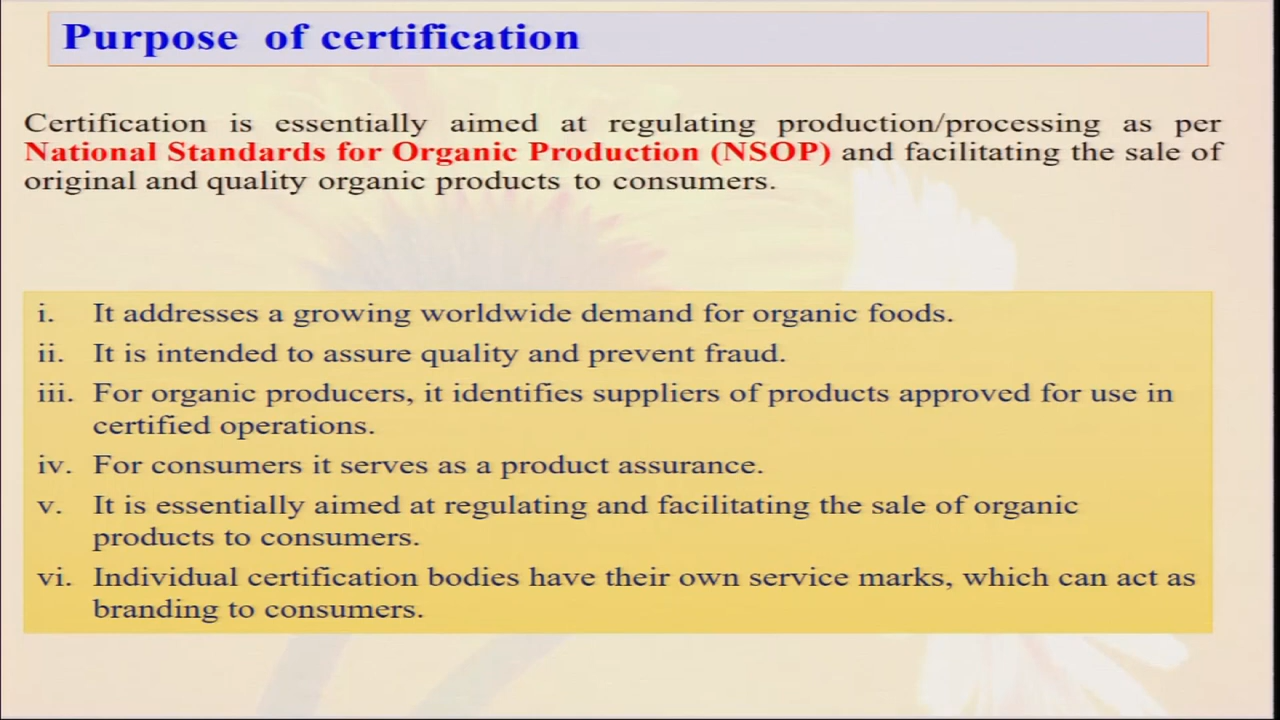 Purpose of certification
Certification is essentially aimed at regulating production/processing as per
National Standards for Organic Production (NSOP) and facilitating the sale of
original and quality organic products to consumers.
i. It addresses a growing worldwide demand for organic foods.
ii. It is intended to assure quality and prevent fraud.
iii. For organic producers, it identifies suppliers of products approved for use in
certified operations.
iv. For consumers it serves as a product assurance.
v. It is essentially aimed at regulating and facilitating the sale of organic
products to consumers.
vi. Individual certification bodies have their own service marks, which can act as
branding to consumers.